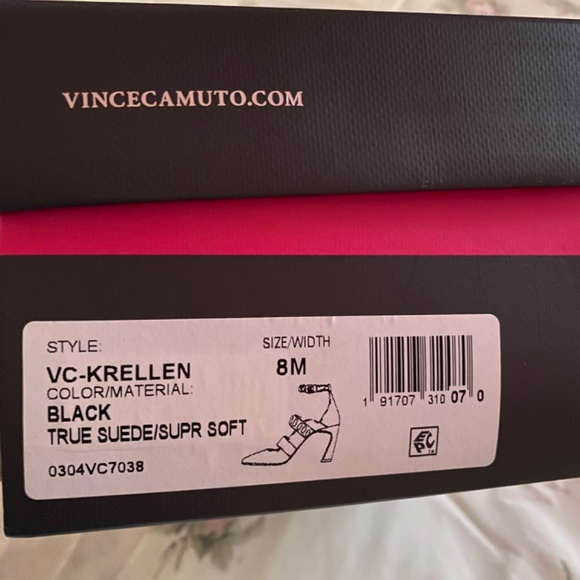 VINCECAMUTO.COM
STYLE:
VC-KRELLEN
COLOR/MATERIAL:
BLACK
TRUE SUEDE/SUPR SOFT
0304VC7038
SIZE/WIDTH
8M
1 91707 310 07 0
EPC